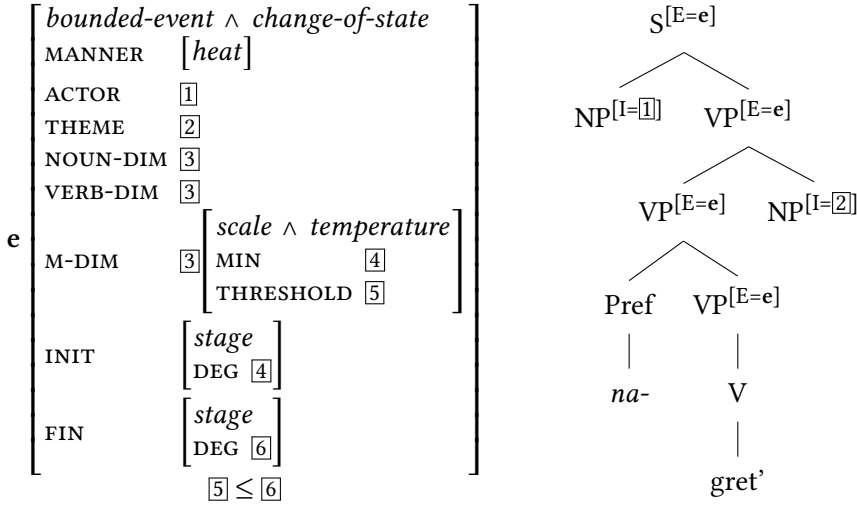 bounded-event ∧ change-of-state
MANNER [heat]
ACTOR 1
THEME 2
NOUN-DIM 3
VERB-DIM 3
e
M-DIM 3
scale ∧ temperature
MIN 4
THRESHOLD 5
INIT
stage
DEG 4
FIN
stage
DEG 6
5 ≤ 6
S[E=e]
NP[I=1] VP[E=e]
VP[E=e] NP[I=2]
Pref VP[E=e]
na- V
gret’